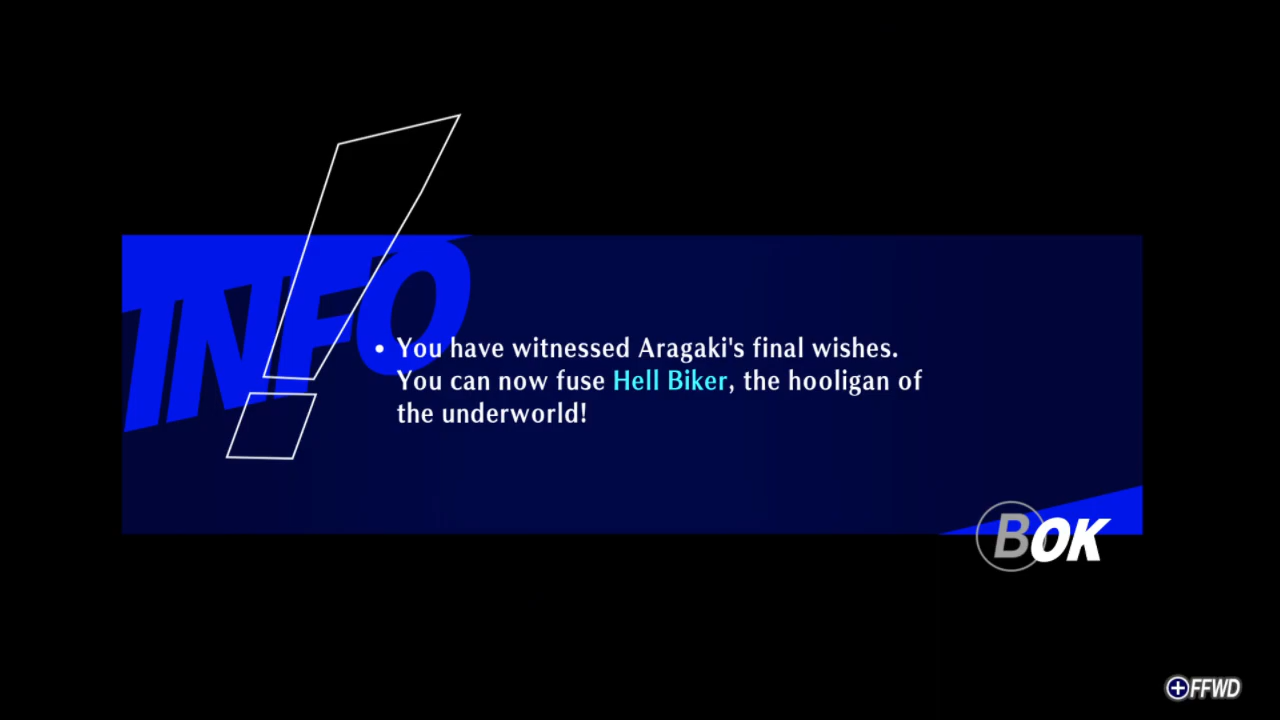 INFO
• You have witnessed Aragaki's final wishes.
You can now fuse Hell Biker, the hooligan of
the underworld!
B OK
FFWD